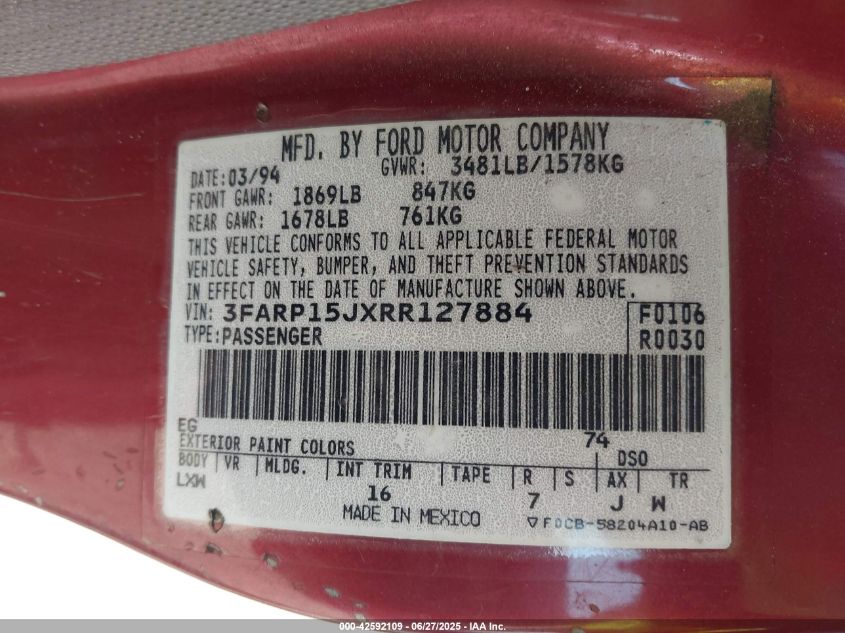 MFD. BY FORD MOTOR COMPANY
DATE: 03/94 GVWR: 3481LB/1578KG
FRONT GAWR: 1869LB 847KG
REAR GAWR: 1678LB 761KG
THIS VEHICLE CONFORMS TO ALL APPLICABLE FEDERAL MOTOR
VEHICLE SAFETY, BUMPER, AND THEFT PREVENTION STANDARDS
IN EFFECT ON THE DATE OF MANUFACTURE SHOWN ABOVE.
VIN: 3FARP15JXRR127884 F0106
TYPE: PASSENGER R0030
EG 74
EXTERIOR PAINT COLORS DSO
BODY VR MLDG. INT TRIM TAPE R S AX TR
LXW 16 7 J W
MADE IN MEXICO ▽ F0CB-58204A10-AB
000-42592109 - 06/27/2025 - IAA Inc.